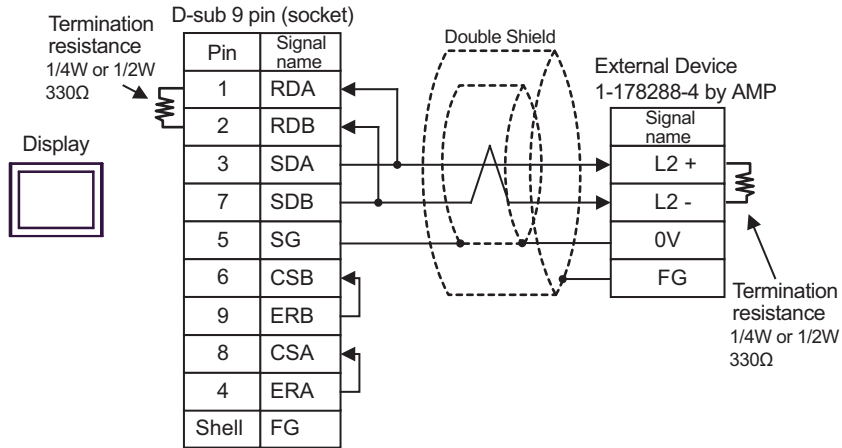 D-sub 9 pin (socket)
Termination
resistance
1/4W or 1/2W
330Ω
Display
Pin Signal
name
1 RDA
2 RDB
3 SDA
7 SDB
5 SG
6 CSB
9 ERB
8 CSA
4 ERA
Shell FG
Double Shield
External Device
1-178288-4 by AMP
Signal
name
L2 +
L2 -
0V
FG
Termination
resistance
1/4W or 1/2W
330Ω